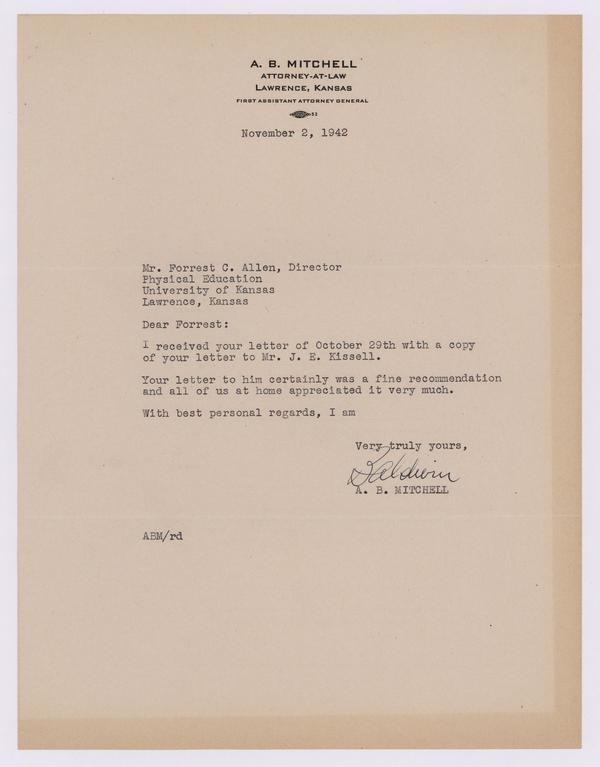 A. B. MITCHELL
ATTORNEY-AT-LAW
LAWRENCE, KANSAS
FIRST ASSISTANT ATTORNEY GENERAL
52
November 2, 1942
Mr. Forrest C. Allen, Director
Physical Education
University of Kansas
Lawrence, Kansas
Dear Forrest:
I received your letter of October 29th with a copy
of your letter to Mr. J. E. Kissell.
Your letter to him certainly was a fine recommendation
and all of us at home appreciated it very much.
With best personal regards, I am
Very truly yours,
Baldwin
A. B. MITCHELL
ABM/rd